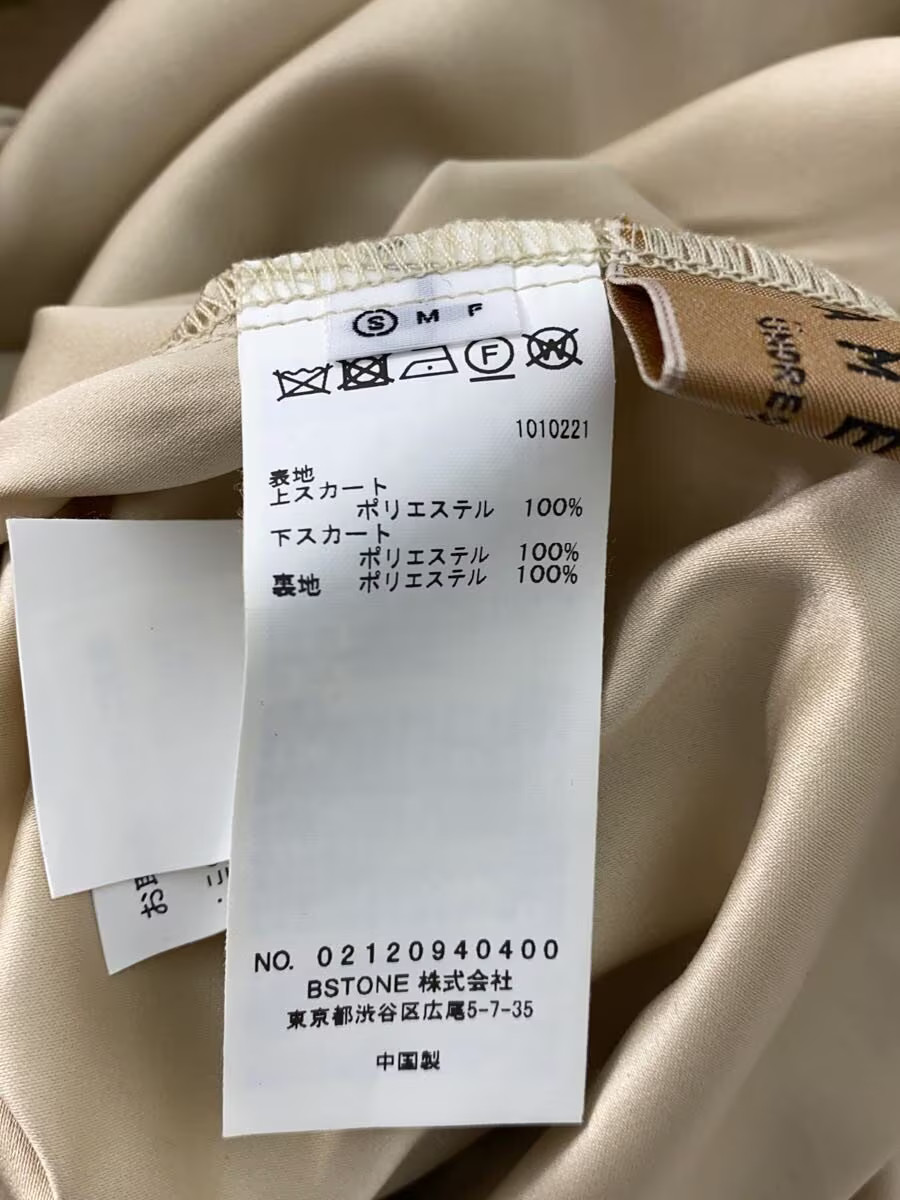 S M F
F W
1010221
表地
上スカート
ポリエステル 100%
下スカート
ポリエステル 100%
裏地 ポリエステル 100%
NO. 02120940400
BSTONE 株式会社
東京都渋谷区広尾5-7-35
中国製